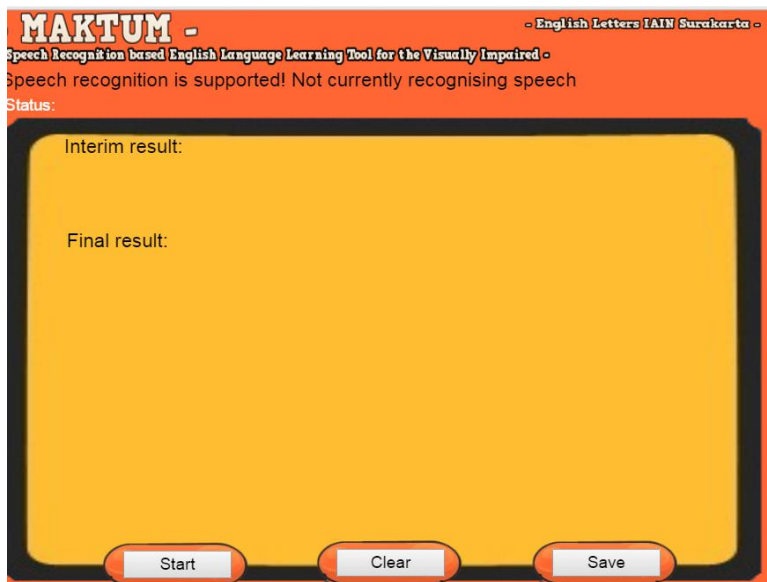 MAKTUM -
- English Letters IAIN Surakarta -
Speech Recognition based English Language Learning Tool for the Visually Impaired -
Speech recognition is supported! Not currently recognising speech
Status:
Interim result:
Final result:
Start
Clear
Save